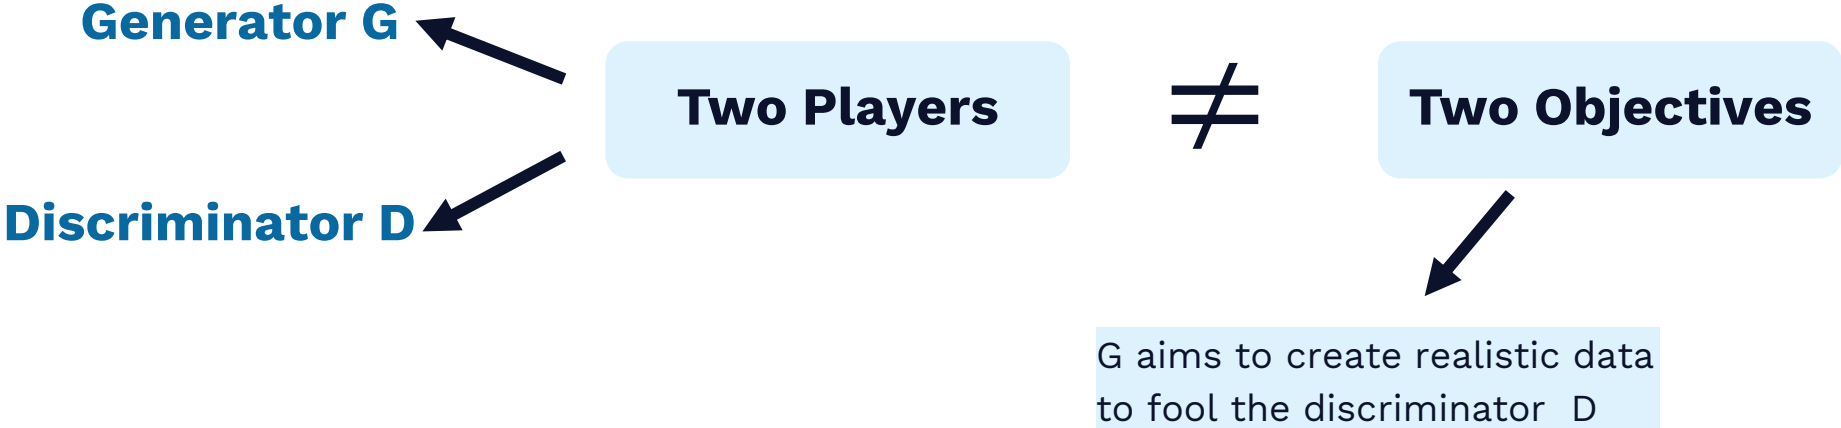 Generator G
Two Players
≠
Two Objectives
Discriminator D
G aims to create realistic data
to fool the discriminator D